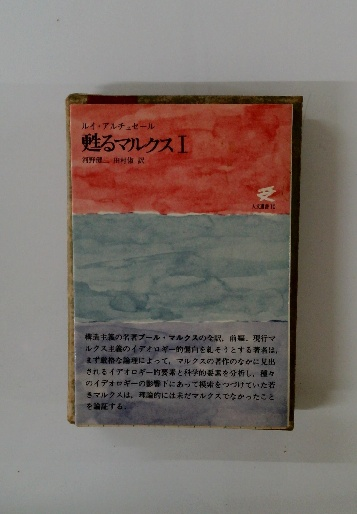 ルイ・アルチュセール
甦るマルクス I
河野健二 田村俶 訳
人文選書 10
構造主義の名著プール・マルクスの全訳。前編。現行マ
ルクス主義のイデオロギー的偏向を糺そうとする著者は、
まず厳格な論理によって、マルクスの著作のなかに見出
されるイデオロギー的要素と科学的要素を分析し、種々
のイデオロギーの影響下にあって模索をつづけていた若
きマルクスは、理論的には未だマルクスでなかったこと
を論証する。